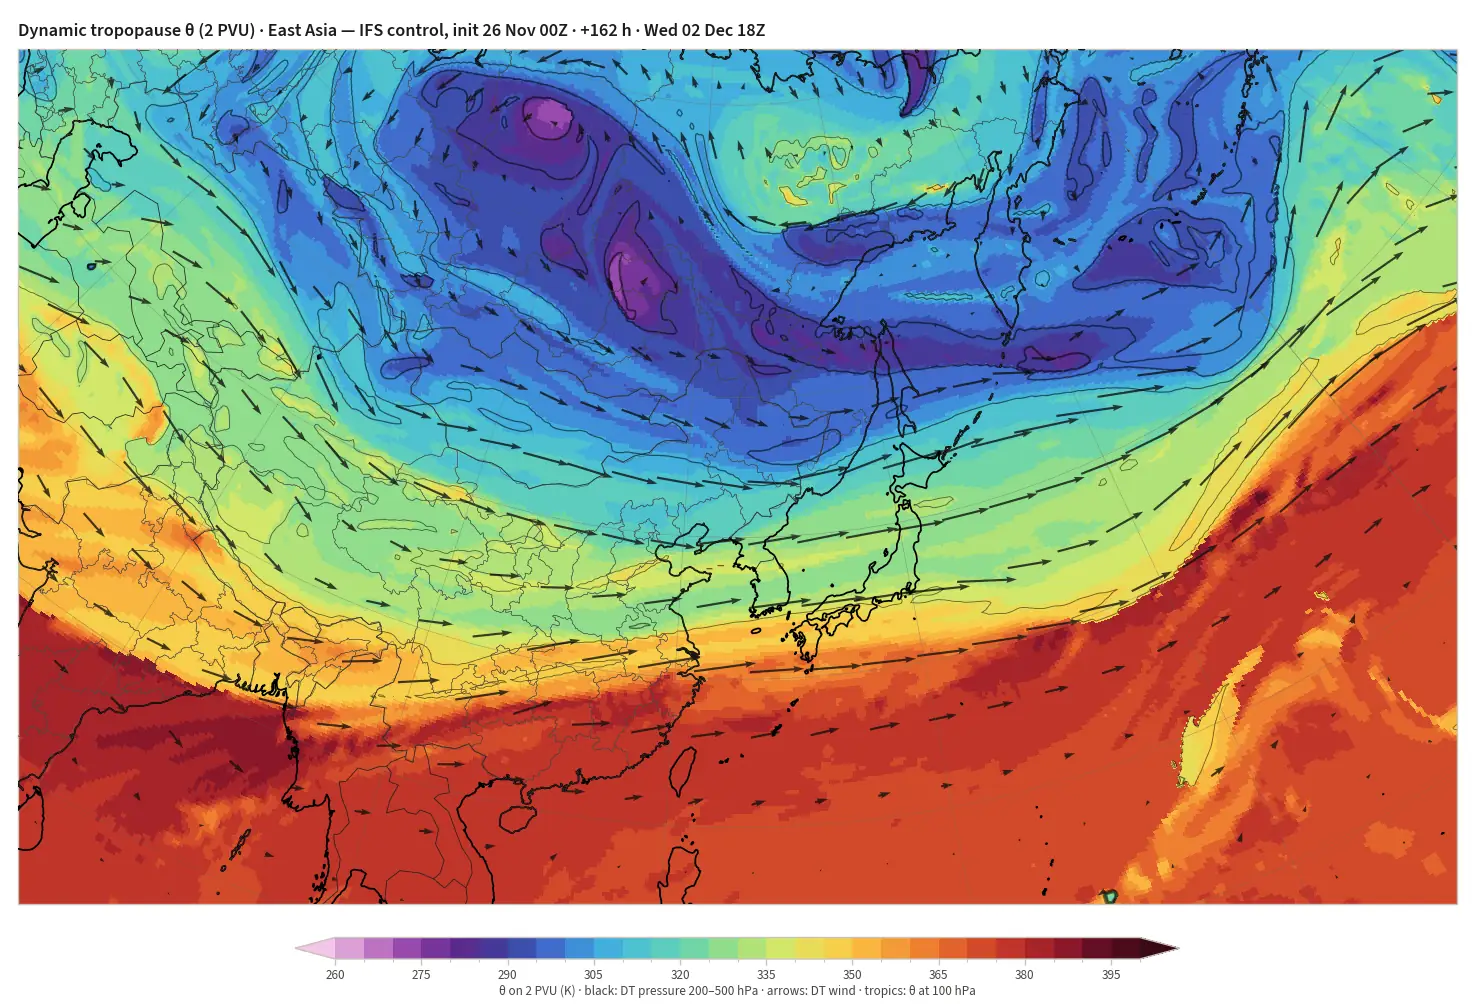 Dynamic tropopause θ (2 PVU) · East Asia — IFS control, init 26 Nov 00Z · +162 h · Wed 02 Dec 18Z
260 275 290 305 320 335 350 365 380 395
θ on 2 PVU (K) · black: DT pressure 200–500 hPa · arrows: DT wind · tropics: θ at 100 hPa